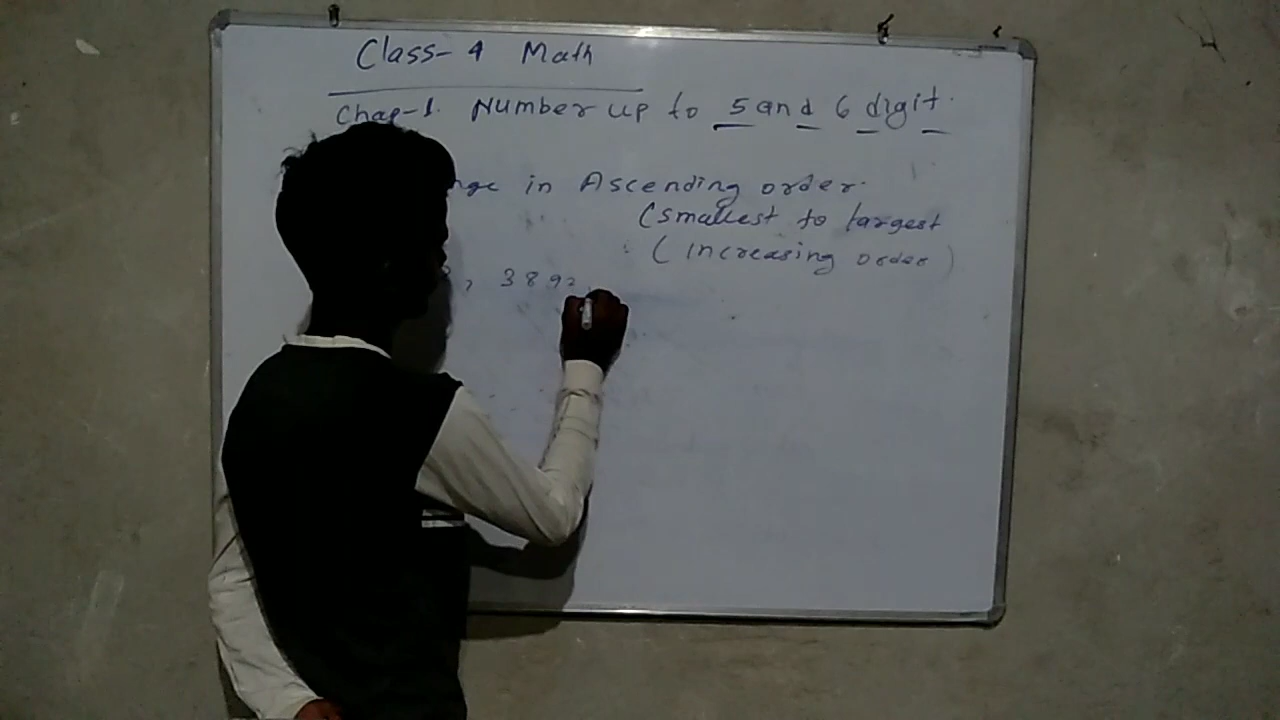 Class-4 Math
Chap-1. Number up to 5 and 6 digit.
nge in Ascending order.
(smallest to largest
( increasing order )
, 3892,